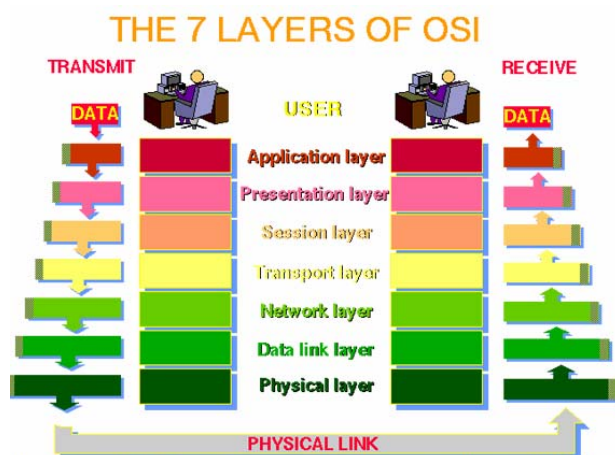 THE 7 LAYERS OF OSI
TRANSMIT
RECEIVE
DATA
USER
DATA
Application layer
Presentation layer
Session layer
Transport layer
Network layer
Data link layer
Physical layer
PHYSICAL LINK